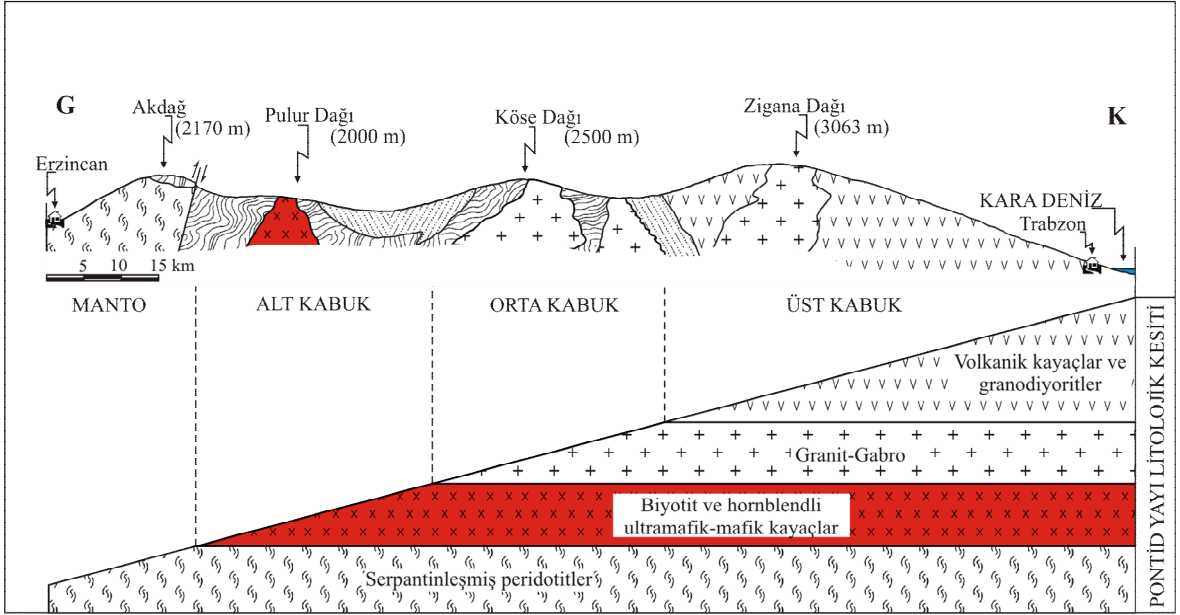 G
Akdağ
(2170 m)
Pulur Dağı
(2000 m)
Köse Dağı
(2500 m)
Zigana Dağı
(3063 m)
K
Erzincan
KARA DENİZ
Trabzon
5 10 15 km
MANTO
ALT KABUK
ORTA KABUK
ÜST KABUK
Volkanik kayaçlar ve
granodiyoritler
Granit-Gabro
Biyotit ve hornblendli
ultramafik-mafik kayaçlar
Serpantinleşmiş peridotitler
PONTİD YAYI LİTOLOJİK KESİTİ